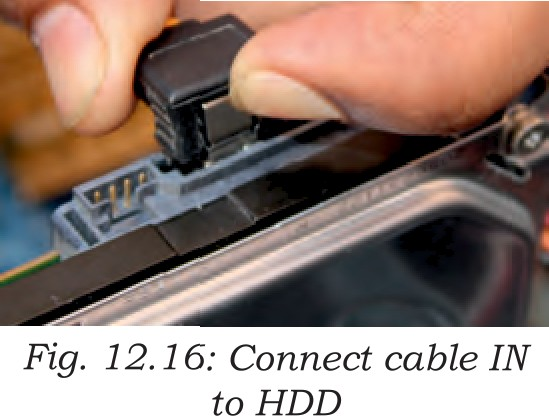 Fig. 12.16: Connect cable IN
to HDD